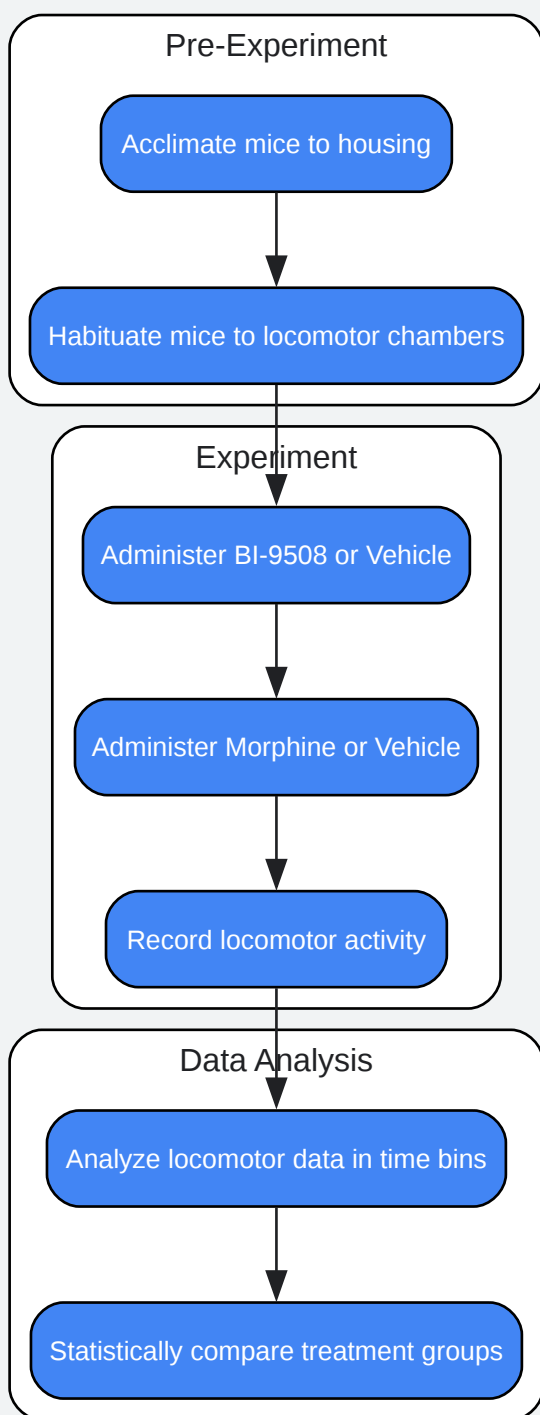 Pre-Experiment
Acclimate mice to housing
Habituate mice to locomotor chambers
Experiment
Administer BI-9508 or Vehicle
Administer Morphine or Vehicle
Record locomotor activity
Data Analysis
Analyze locomotor data in time bins
Statistically compare treatment groups